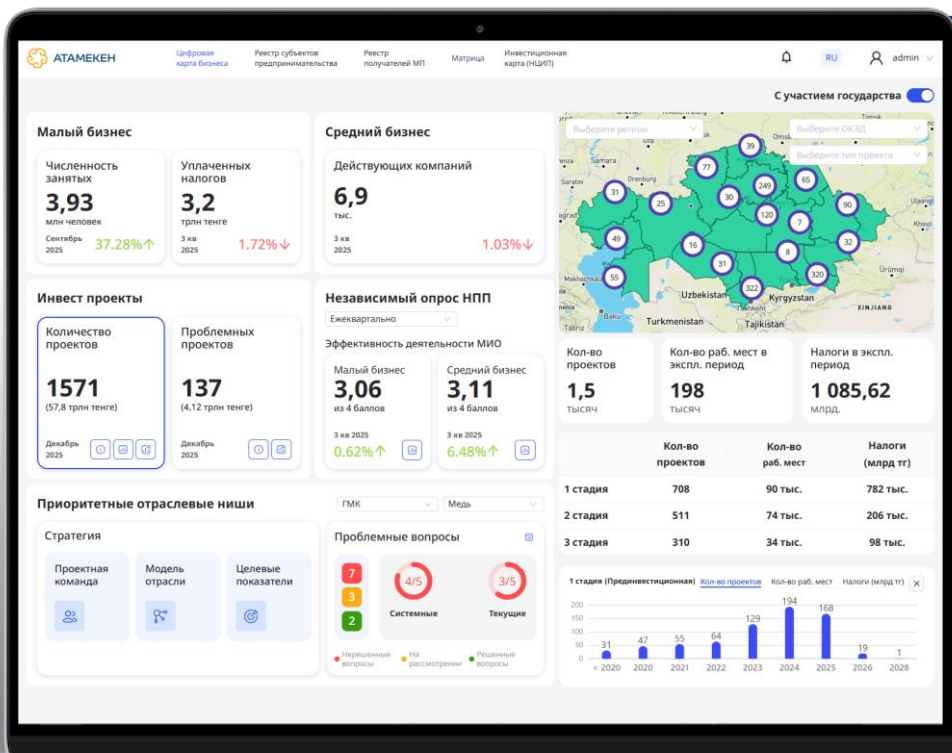 АТАМЕКЕН
Цифровая
карта бизнеса
Реестр субъектов
предпринимательства
Реестр
получателей МП
Матрица
Инвестиционная
карта (НЦИП)
RU
admin
С участием государства
Малый бизнес
Численность
занятых
3,93
млн человек
Сентябрь
2025
37.28%↑
Уплаченных
налогов
3,2
трлн тенге
3 кв
2025
1.72%↓
Средний бизнес
Действующих компаний
6,9
тыс.
3 кв
2025
1.03%↓
Инвест проекты
Количество
проектов
1571
(57,8 трлн тенге)
Декабрь
2025
Проблемных
проектов
137
(4,12 трлн тенге)
Декабрь
2025
Независимый опрос НПП
Ежеквартально
Эффективность деятельности МИО
Малый бизнес
3,06
из 4 баллов
3 кв 2025
0.62%↑
Средний бизнес
3,11
из 4 баллов
3 кв 2025
6.48%↑
Приоритетные отраслевые ниши
ГМК
Медь
Стратегия
Проектная
команда
Модель
отрасли
Целевые
показатели
Проблемные вопросы
7
3
2
4/5
Системные
3/5
Текущие
Нерешенные
вопросы
На
рассмотрении
Решенные
вопросы
Выберите регион
Выберите ОКЭД
Выберите тип проекта
Samara
Saratov
Orenburg
Ufa
Omsk
Tomsk
Ürümqi
XINJIANG
Uzbekistan
Kyrgyzstan
Turkmenistan
Tajikistan
Baku
Tabriz
39
77
31
25
30
249
65
120
7
90
49
16
32
8
31
55
320
322
Кол-во
проектов
1,5
тысяч
Кол-во раб. мест в
экспл. период
198
тысяч
Налоги в экспл.
период
1 085,62
млрд.
Кол-во
проектов
Кол-во
раб. мест
Налоги
(млрд тг)
1 стадия 708 90 тыс. 782 тыс.
2 стадия 511 74 тыс. 206 тыс.
3 стадия 310 34 тыс. 98 тыс.
1 стадия (Прединвестиционная) Кол-во проектов Кол-во раб. мест Налоги (млрд тг)
200
150
100
50
0
31 47 55 64 129 194 168 19 1
< 2020 2020 2021 2022 2023 2024 2025 2026 2028